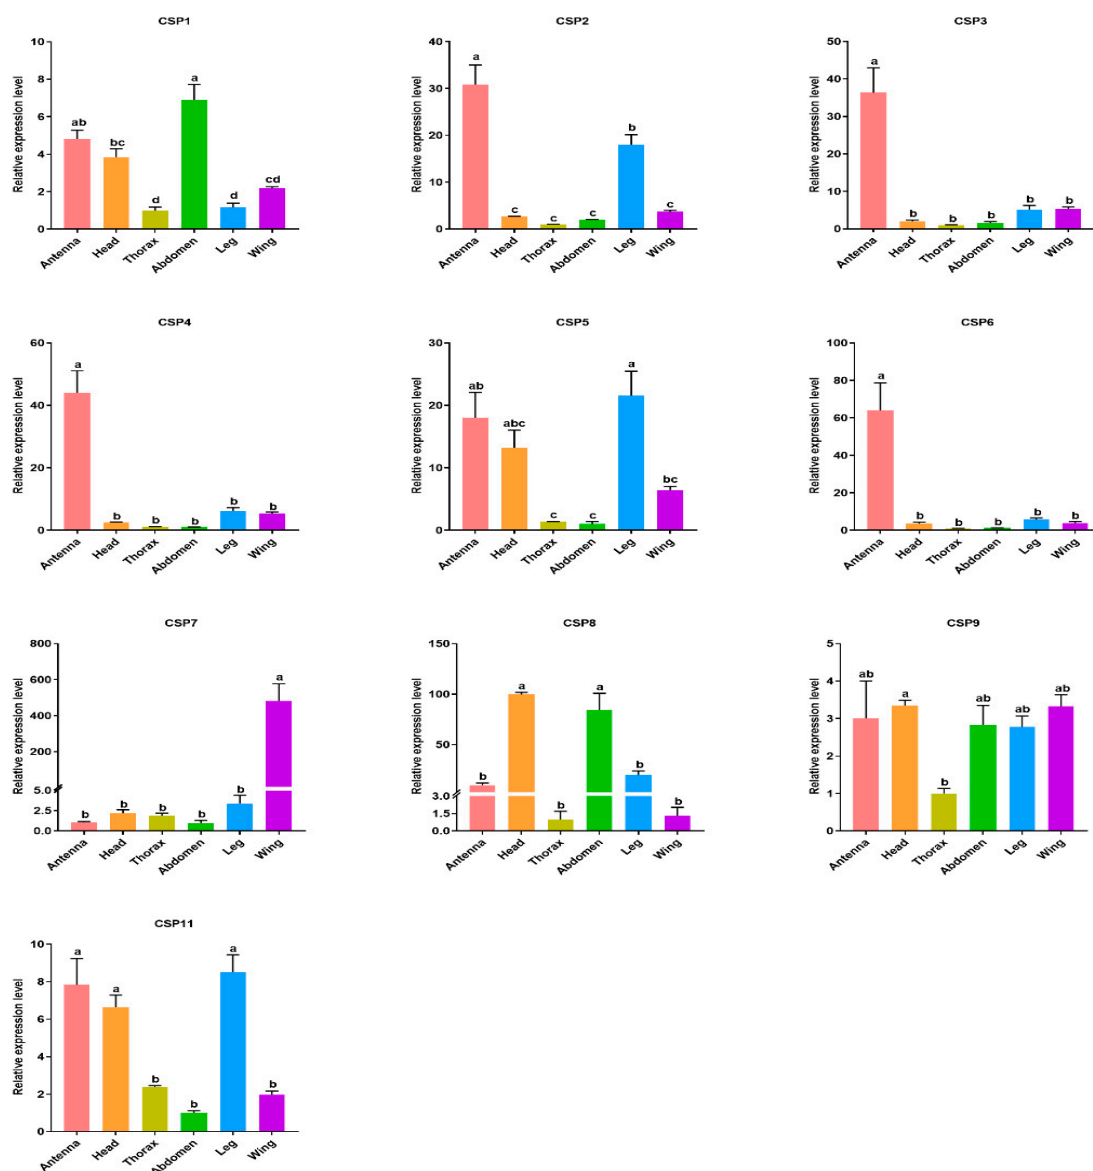 CSP1
Relative expression level
10
8
6
4
2
0
ab
bc
d
a
d
cd
Antenna
Head
Thorax
Abdomen
Leg
Wing
CSP2
Relative expression level
40
30
20
10
0
a
c
c
c
b
c
Antenna
Head
Thorax
Abdomen
Leg
Wing
CSP3
Relative expression level
50
40
30
20
10
0
a
b
b
b
b
b
Antenna
Head
Thorax
Abdomen
Leg
Wing
CSP4
Relative expression level
60
40
20
0
a
b
b
b
b
b
Antenna
Head
Thorax
Abdomen
Leg
Wing
CSP5
Relative expression level
30
20
10
0
ab
abc
c
c
a
bc
Antenna
Head
Thorax
Abdomen
Leg
Wing
CSP6
Relative expression level
100
80
60
40
20
0
a
b
b
b
b
b
Antenna
Head
Thorax
Abdomen
Leg
Wing
CSP7
Relative expression level
800
600
400
200
5.0
2.5
0.0
b
b
b
b
b
a
Antenna
Head
Thorax
Abdomen
Leg
Wing
CSP8
Relative expression level
150
100
50
3.0
1.5
0.0
b
a
b
a
b
b
Antenna
Head
Thorax
Abdomen
Leg
Wing
CSP9
Relative expression level
5
4
3
2
1
0
ab
a
b
ab
ab
ab
Antenna
Head
Thorax
Abdomen
Leg
Wing
CSP11
Relative expression level
10
8
6
4
2
0
a
a
b
b
a
b
Antenna
Head
Thorax
Abdomen
Leg
Wing